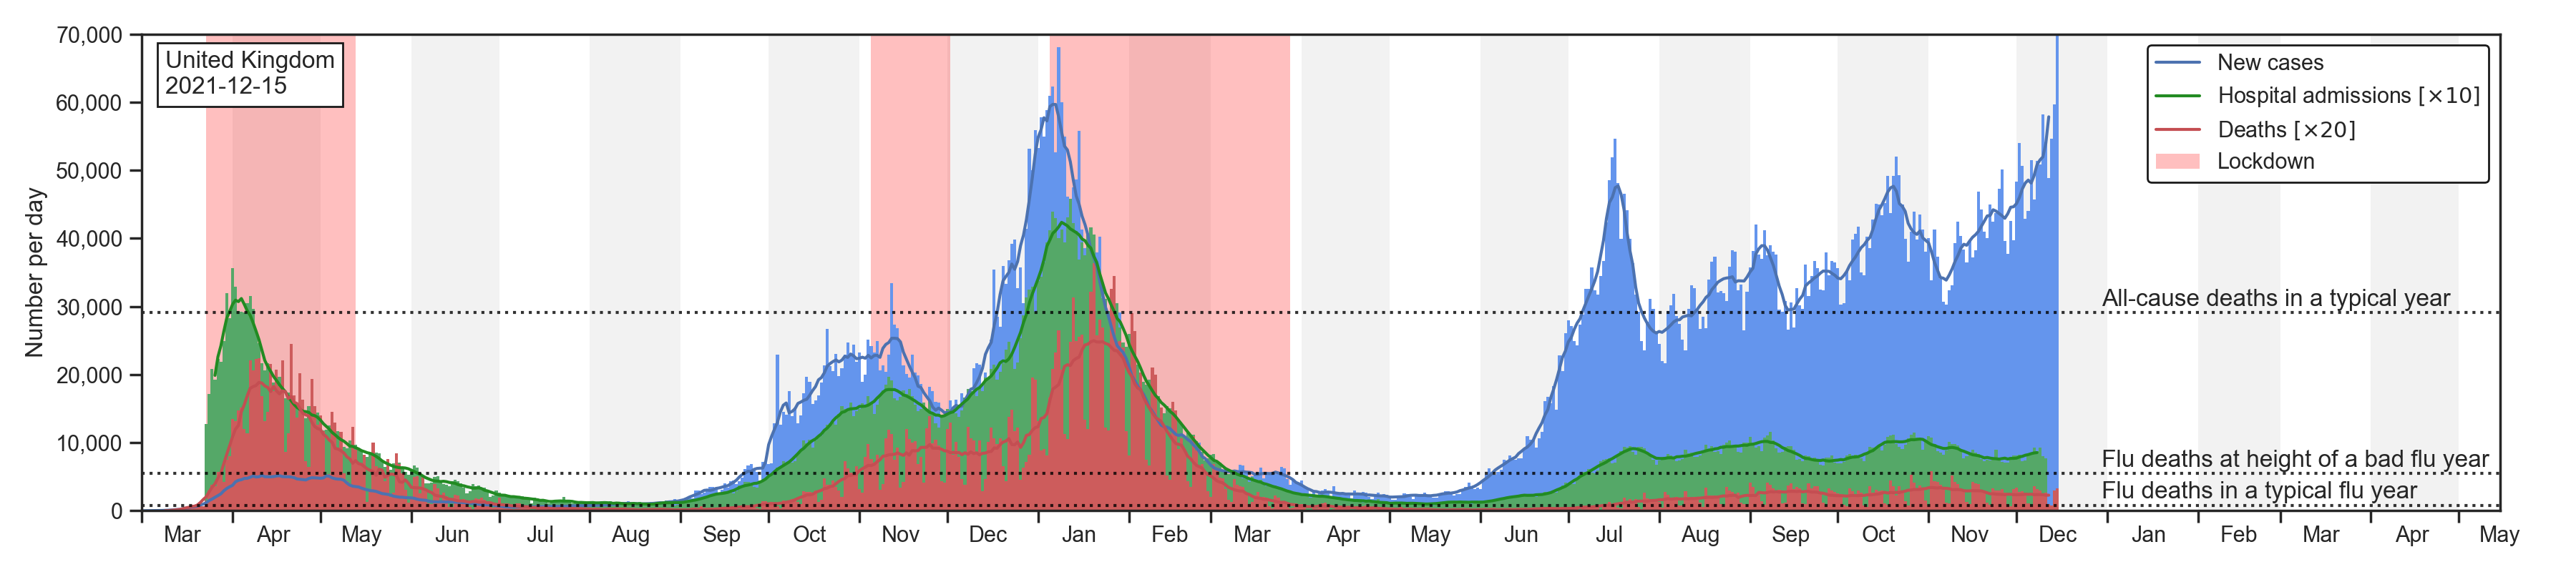 United Kingdom
2021-12-15
Number per day
70,000
60,000
50,000
40,000
30,000
20,000
10,000
0
New cases
Hospital admissions [×10]
Deaths [×20]
Lockdown
All-cause deaths in a typical year
Flu deaths at height of a bad flu year
Flu deaths in a typical flu year
Mar Apr May Jun Jul Aug Sep Oct Nov Dec Jan Feb Mar Apr May Jun Jul Aug Sep Oct Nov Dec Jan Feb Mar Apr May